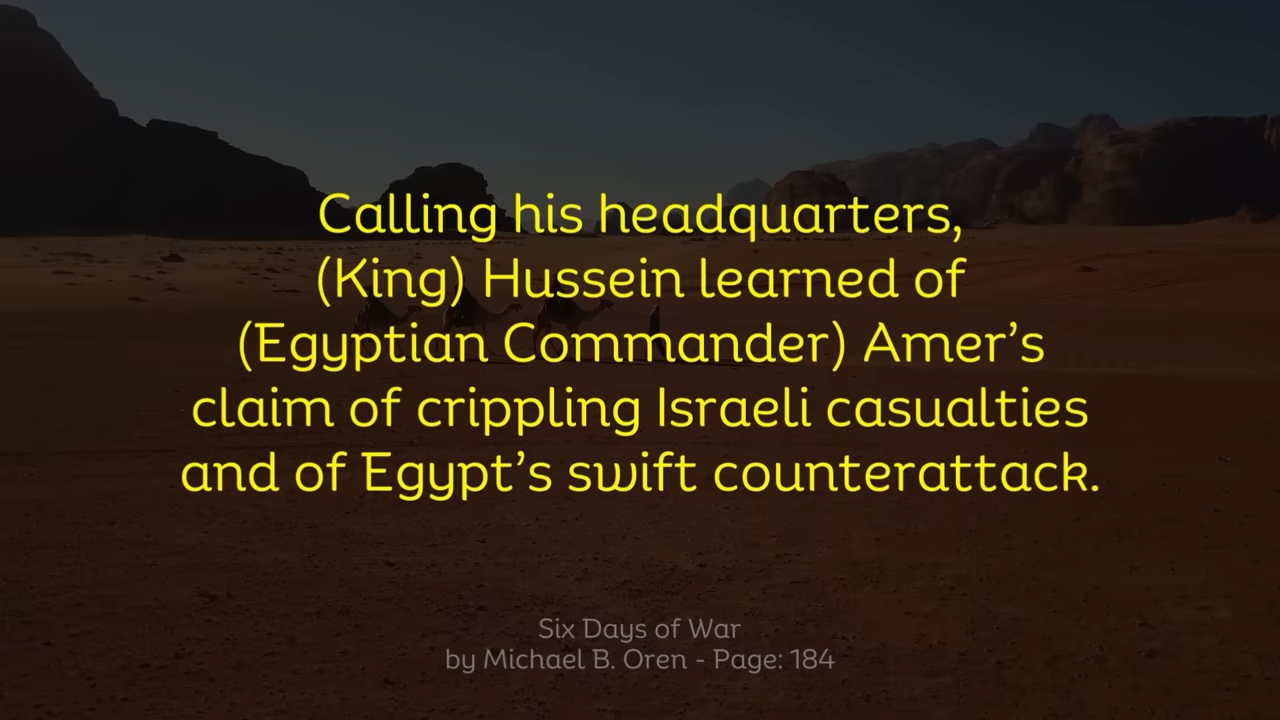 Calling his headquarters,
(King) Hussein learned of
(Egyptian Commander) Amer’s
claim of crippling Israeli casualties
and of Egypt’s swift counterattack.
Six Days of War
by Michael B. Oren - Page: 184